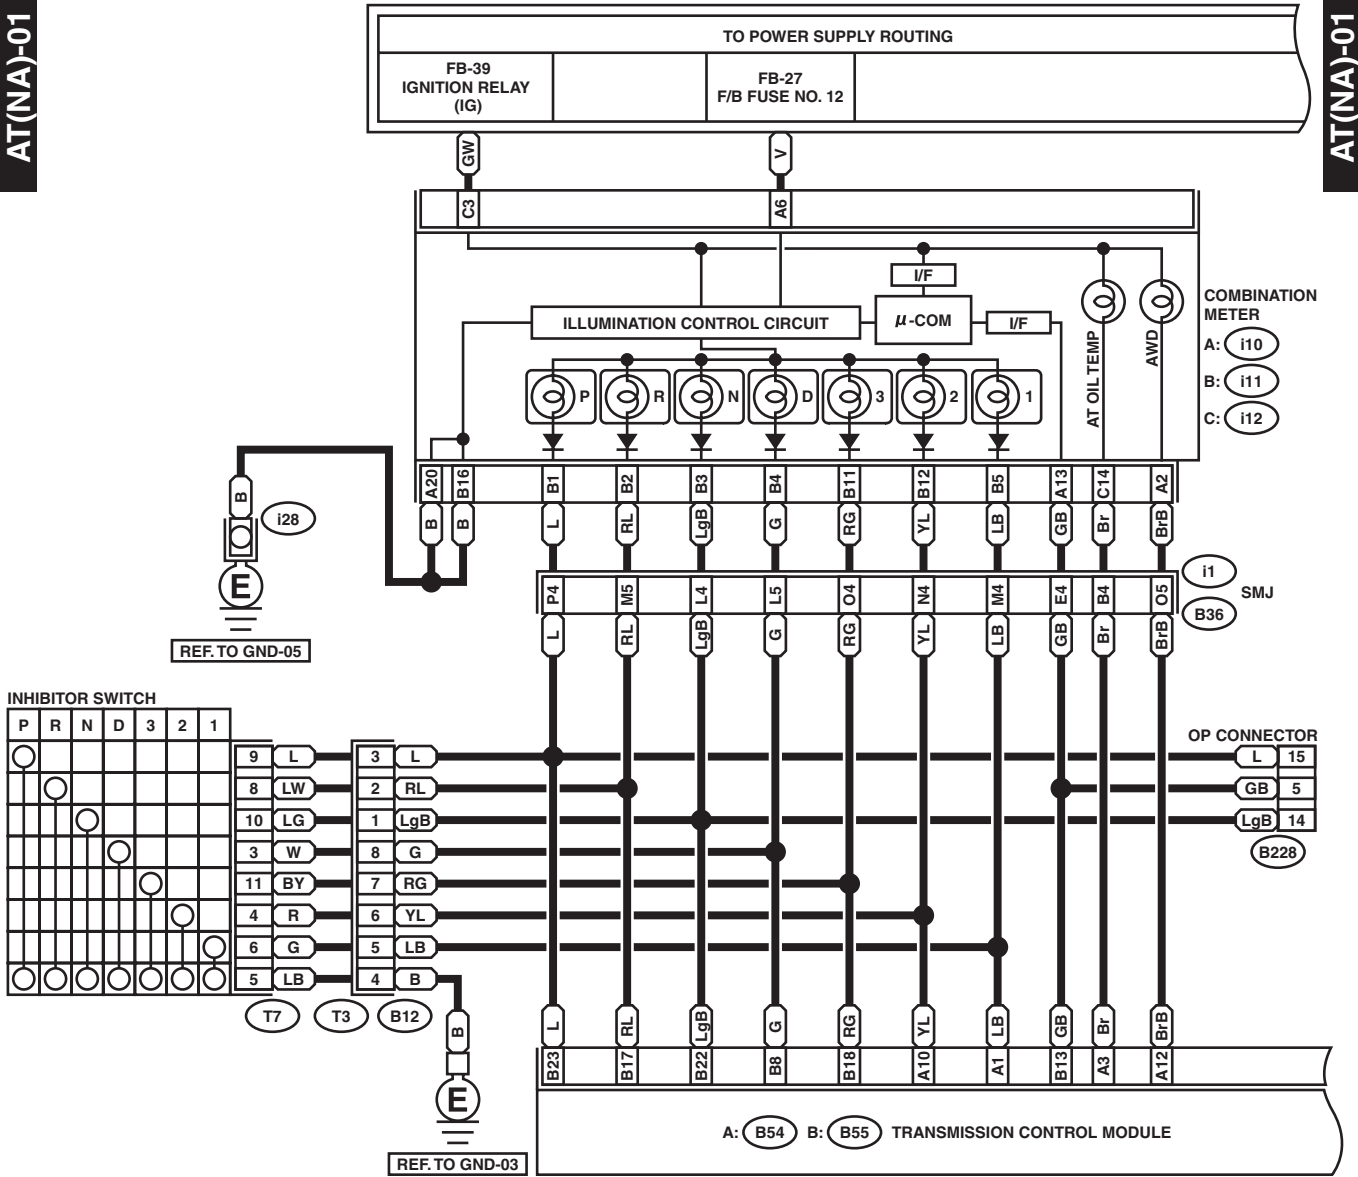 AT(NA)-01
AT(NA)-01
TO POWER SUPPLY ROUTING
FB-39
IGNITION RELAY
(IG)
FB-27
F/B FUSE NO. 12
GW
V
C3
A6
I/F
ILLUMINATION CONTROL CIRCUIT
μ-COM
I/F
AT OIL TEMP
AWD
COMBINATION
METER
A: i10
B: i11
C: i12
P R N D 3 2 1
A20 B16 B1 B2 B3 B4 B11 B12 B5 A13 C14 A2
B B L RL LgB G RG YL LB GB Br BrB
B
i28
E
REF. TO GND-05
P4 M5 L4 L5 O4 N4 M4 E4 B4 O5
i1
SMJ
B36
L RL LgB G RG YL LB GB Br BrB
INHIBITOR SWITCH
P R N D 3 2 1
9 L 3 L
8 LW 2 RL
10 LG 1 LgB
3 W 8 G
11 BY 7 RG
4 R 6 YL
6 G 5 LB
5 LB 4 B
T7 T3 B12
OP CONNECTOR
L 15
GB 5
LgB 14
B228
B
E
REF. TO GND-03
L RL LgB G RG YL LB GB Br BrB
B23 B17 B22 B8 B18 A10 A1 B13 A3 A12
A: B54 B: B55 TRANSMISSION CONTROL MODULE